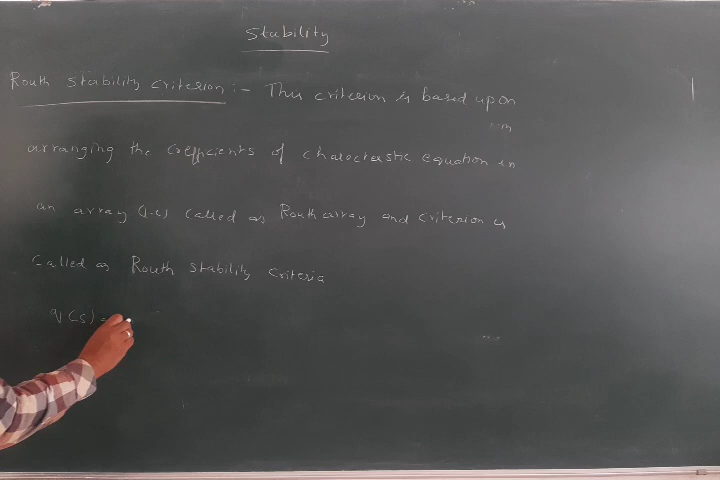 Stability
Routh Stability Criterion :- This criterion is based upon
arranging the coefficients of charactestic equation in
an array (i.e) called as Routh array and criterion is
Called as Routh Stability Criteria
q(s) =